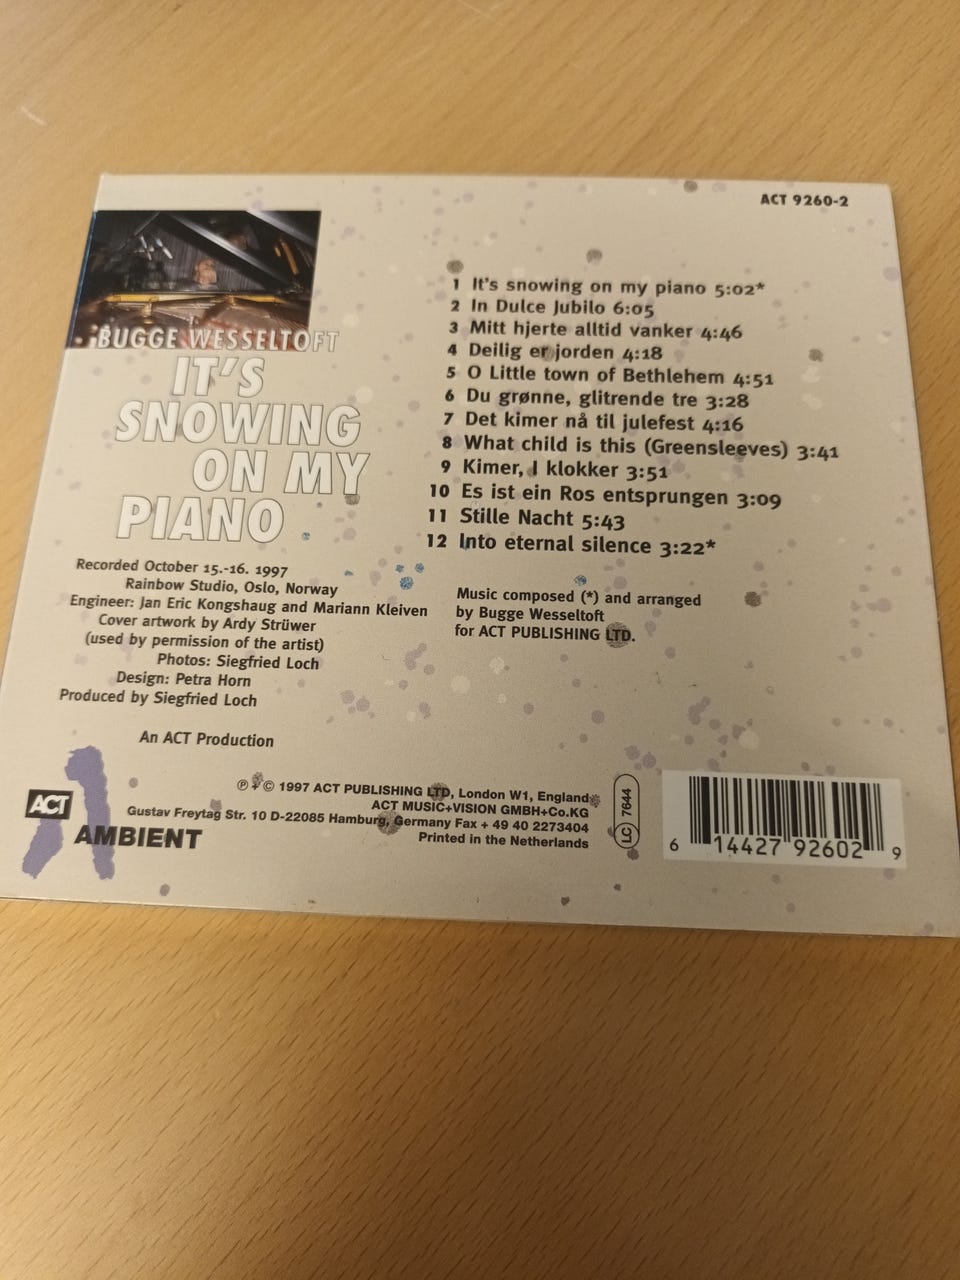 ACT 9260-2
BUGGE WESSELTOFT
IT'S
SNOWING
ON MY
PIANO
1 It's snowing on my piano 5:02*
2 In Dulce Jubilo 6:05
3 Mitt hjerte alltid vanker 4:46
4 Deilig er jorden 4:18
5 O Little town of Bethlehem 4:51
6 Du grønne, glitrende tre 3:28
7 Det kimer nå til julefest 4:16
8 What child is this (Greensleeves) 3:41
9 Kimer, I klokker 3:51
10 Es ist ein Ros entsprungen 3:09
11 Stille Nacht 5:43
12 Into eternal silence 3:22*
Recorded October 15.-16. 1997
Rainbow Studio, Oslo, Norway
Engineer: Jan Eric Kongshaug and Mariann Kleiven
Cover artwork by Ardy Strüwer
(used by permission of the artist)
Photos: Siegfried Loch
Design: Petra Horn
Produced by Siegfried Loch
Music composed (*) and arranged
by Bugge Wesseltoft
for ACT PUBLISHING LTD.
An ACT Production
ACT
AMBIENT
℗ + © 1997 ACT PUBLISHING LTD, London W1, England
ACT MUSIC+VISION GMBH+Co.KG
Gustav Freytag Str. 10 D-22085 Hamburg, Germany Fax + 49 40 2273404
Printed in the Netherlands
LC 7644
6 14427 92602 9